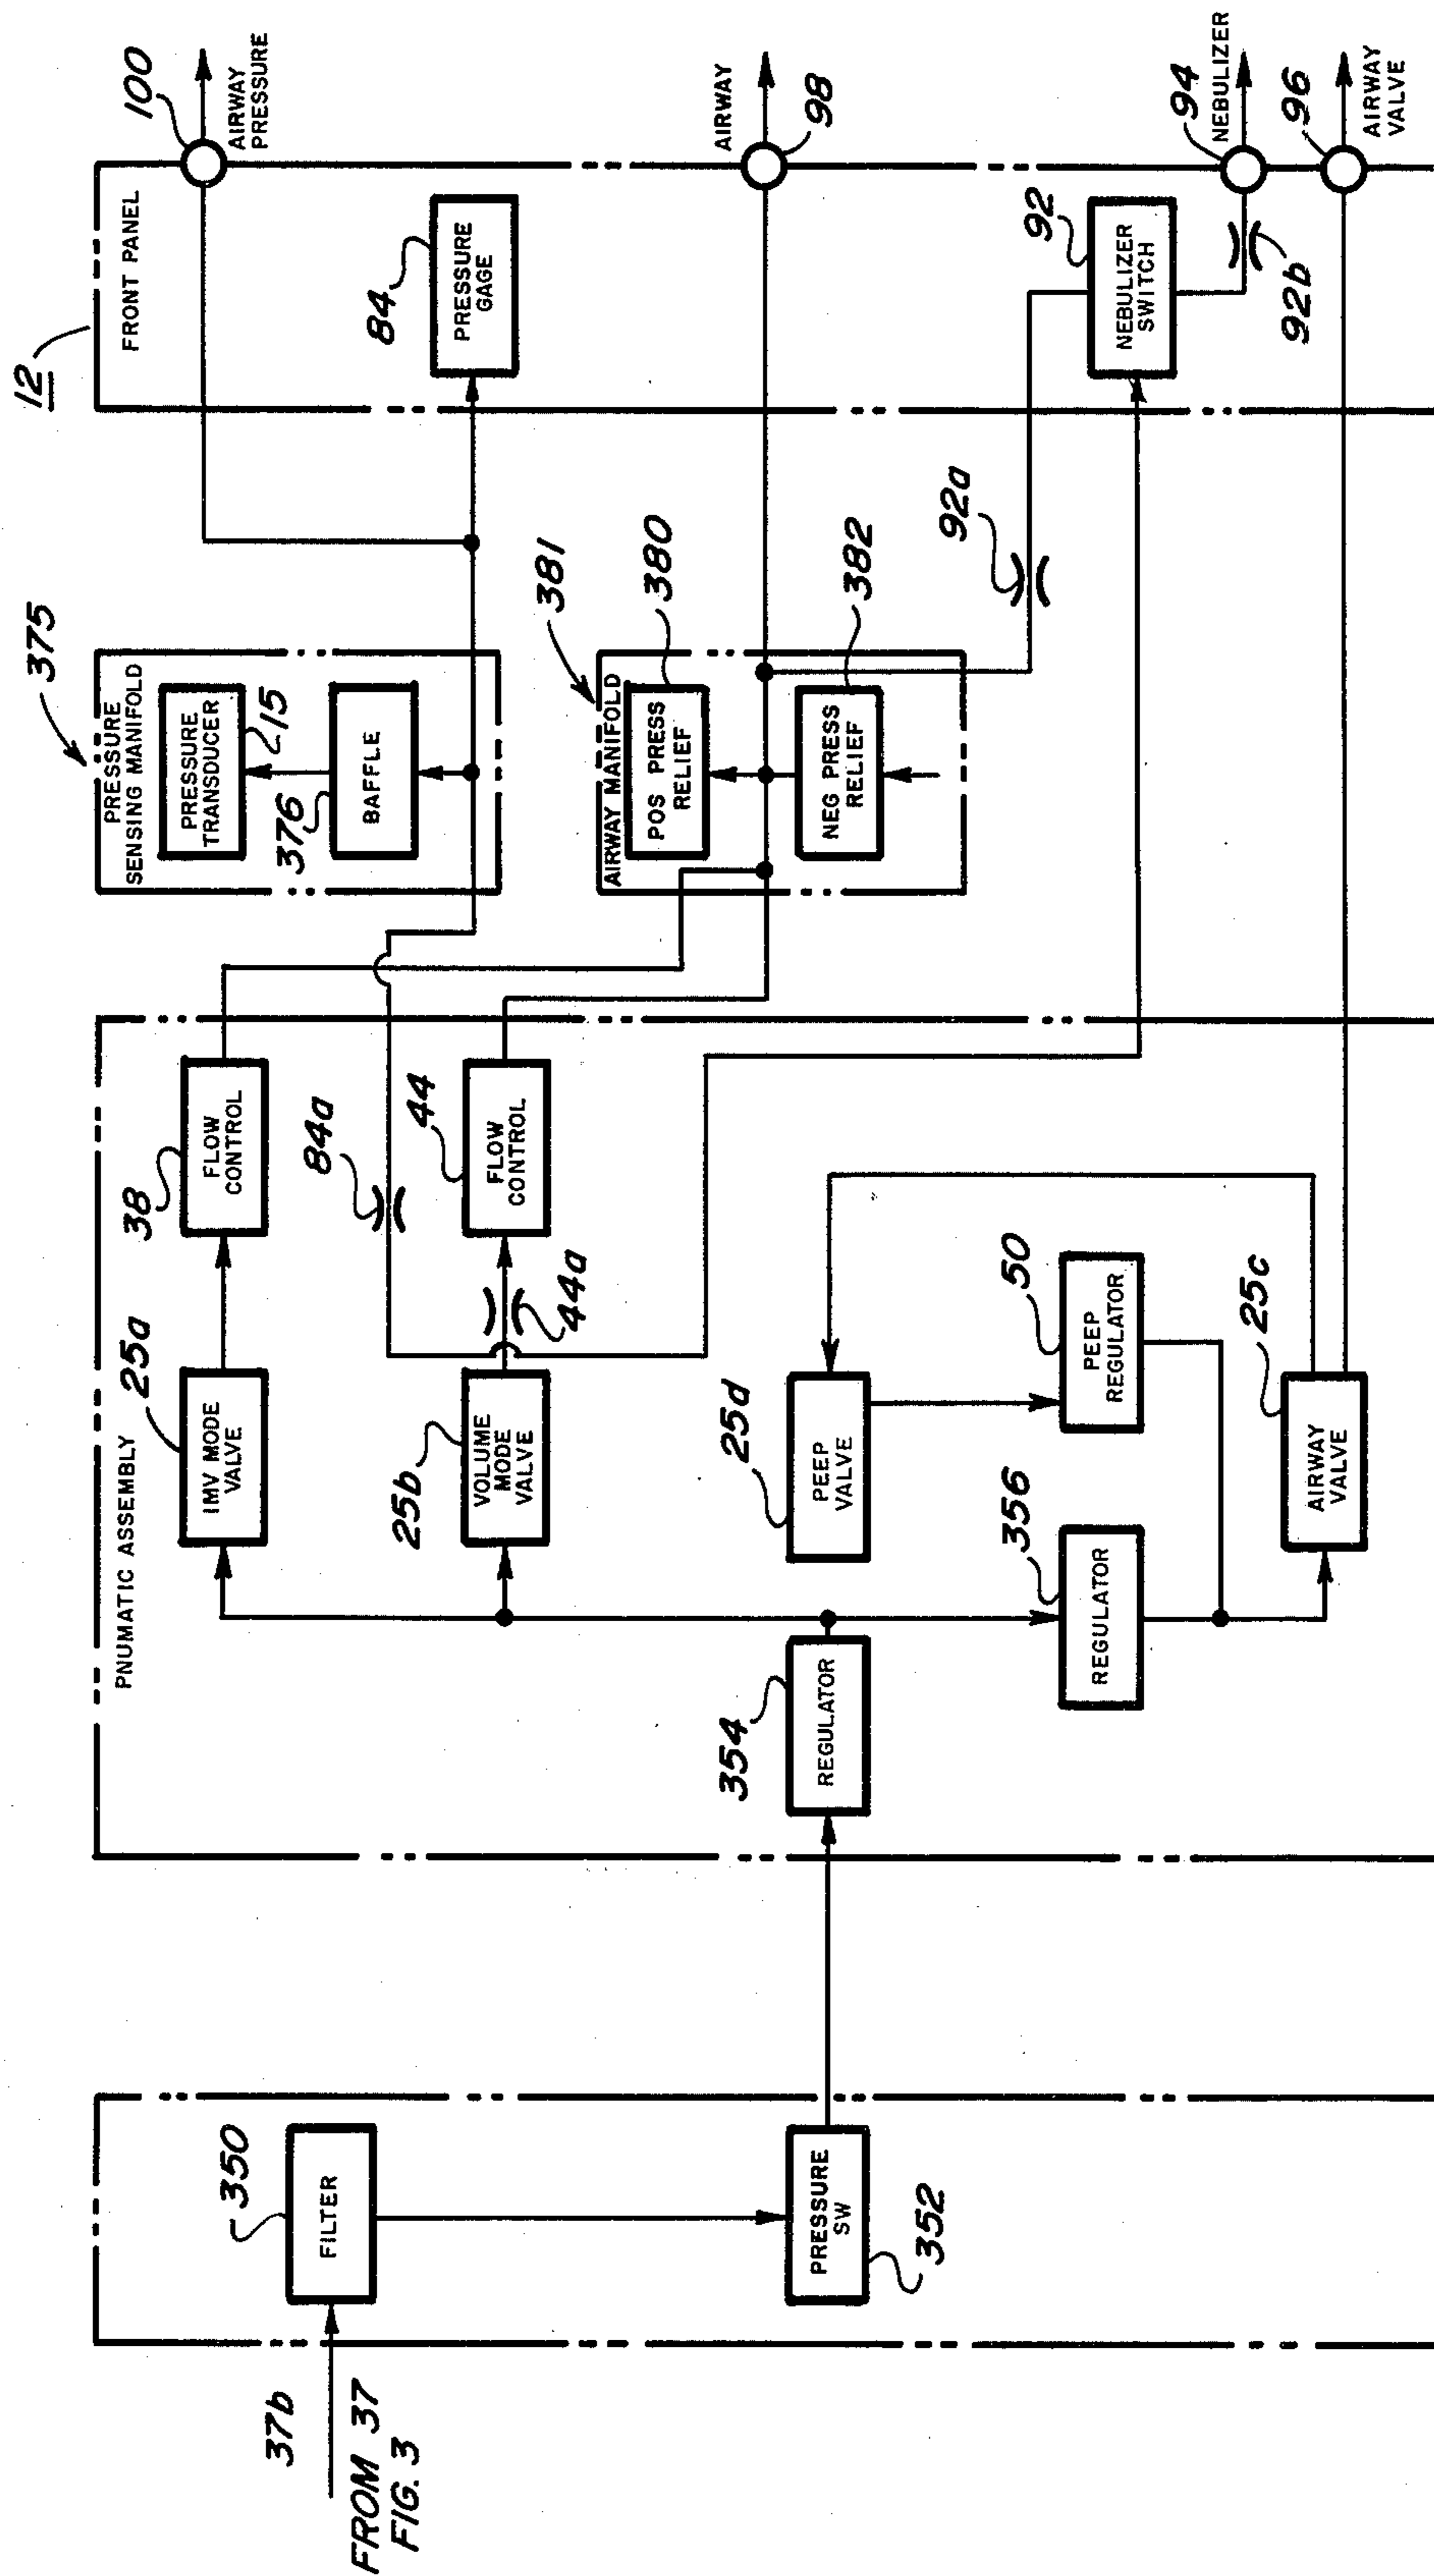 37b
FROM 37
FIG. 3
350
FILTER
PRESSURE
SW
352
PNUMATIC ASSEMBLY
354
REGULATOR
25a
IMV MODE
VALVE
25b
VOLUME
MODE
VALVE
38
FLOW
CONTROL
84a
44
FLOW
CONTROL
44a
25d
PEEP
VALVE
356
REGULATOR
50
PEEP
REGULATOR
25c
AIRWAY
VALVE
375
PRESSURE
SENSING MANIFOLD
PRESSURE
TRANSDUCER
15
376
BAFFLE
381
AIRWAY MANIFOLD
POS PRESS
RELIEF
380
NEG PRESS
RELIEF
382
92a
12
FRONT PANEL
84
PRESSURE
GAGE
92
NEBULIZER
SWITCH
92b
100
AIRWAY
PRESSURE
AIRWAY
98
94
NEBULIZER
96
AIRWAY
VALVE